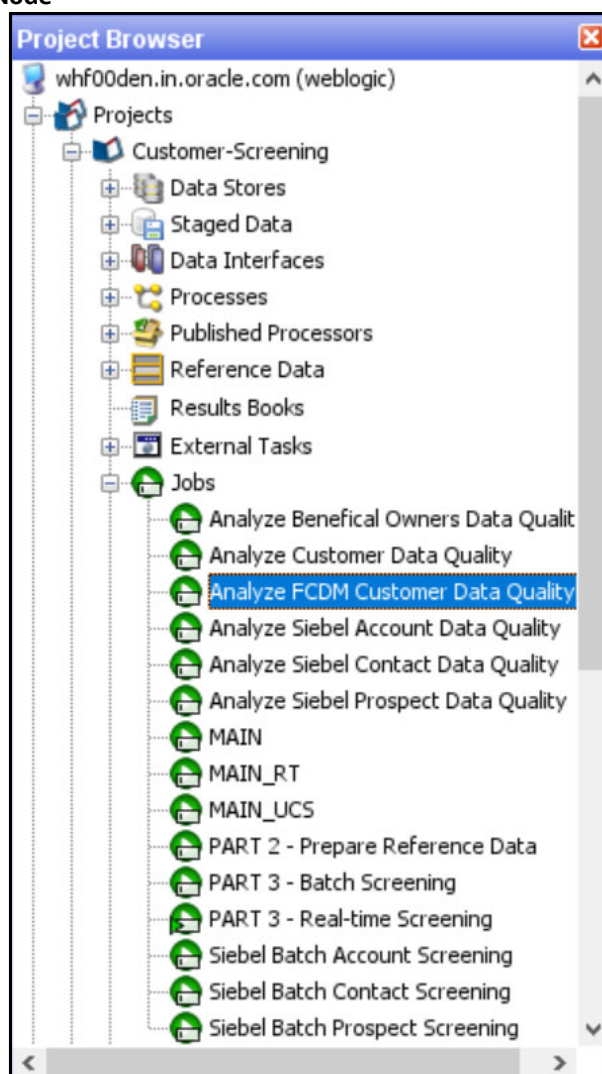 Node
Project Browser
whf00den.in.oracle.com (weblogic)
Projects
Customer-Screening
Data Stores
Staged Data
Data Interfaces
Processes
Published Processors
Reference Data
Results Books
External Tasks
Jobs
Analyze Benefical Owners Data Qualit
Analyze Customer Data Quality
Analyze FCDM Customer Data Quality
Analyze Siebel Account Data Quality
Analyze Siebel Contact Data Quality
Analyze Siebel Prospect Data Quality
MAIN
MAIN_RT
MAIN_UCS
PART 2 - Prepare Reference Data
PART 3 - Batch Screening
PART 3 - Real-time Screening
Siebel Batch Account Screening
Siebel Batch Contact Screening
Siebel Batch Prospect Screening